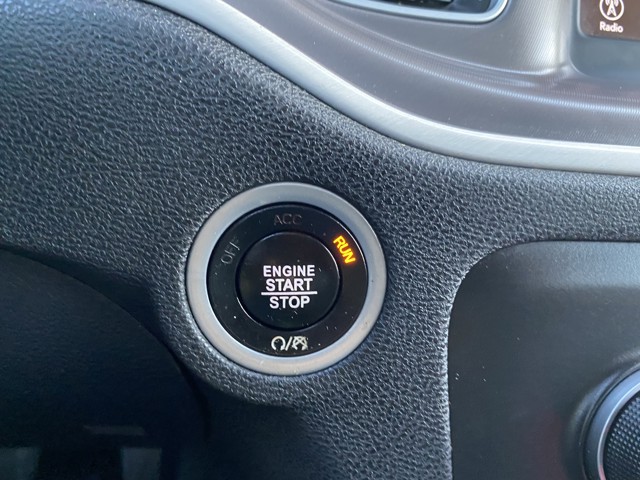 Radio
ACC
OFF
RUN
ENGINE
START
STOP